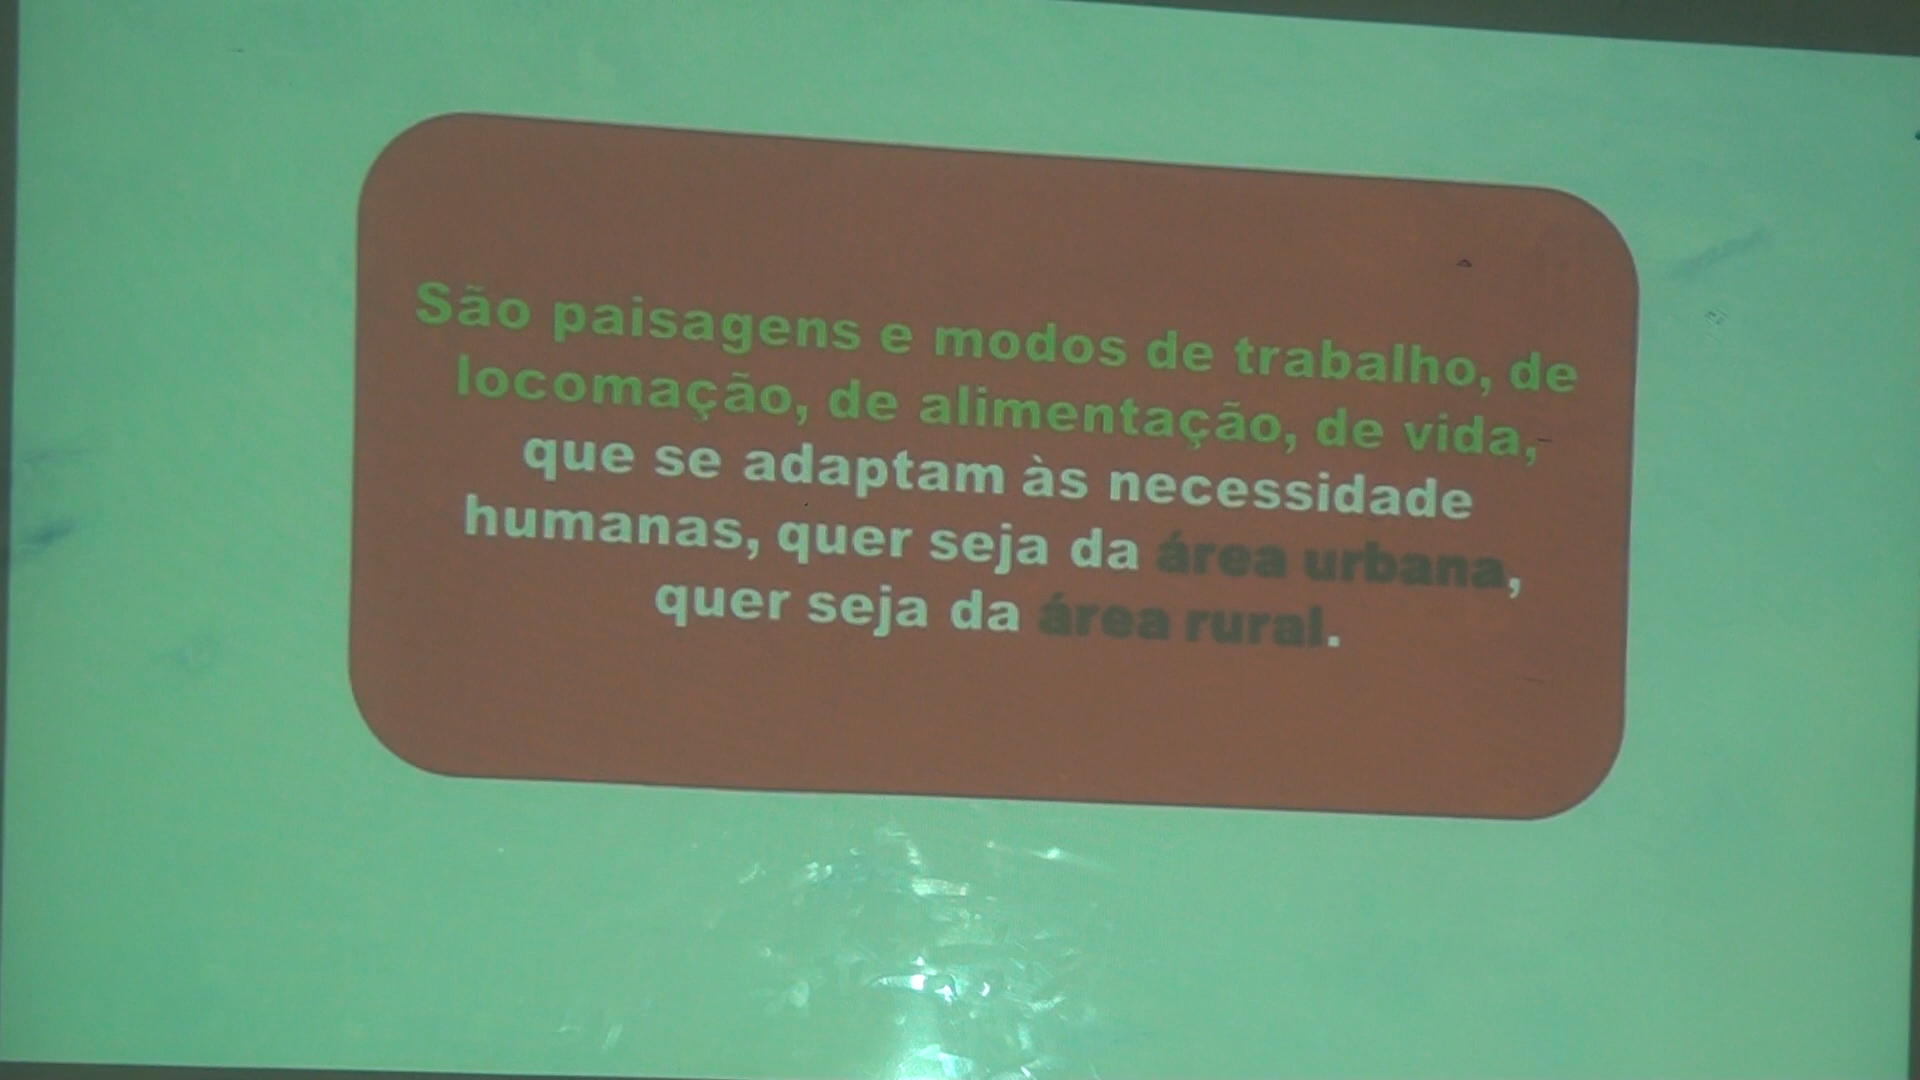 São paisagens e modos de trabalho, de
locomação, de alimentação, de vida,
que se adaptam às necessidade
humanas, quer seja da área urbana,
quer seja da área rural.